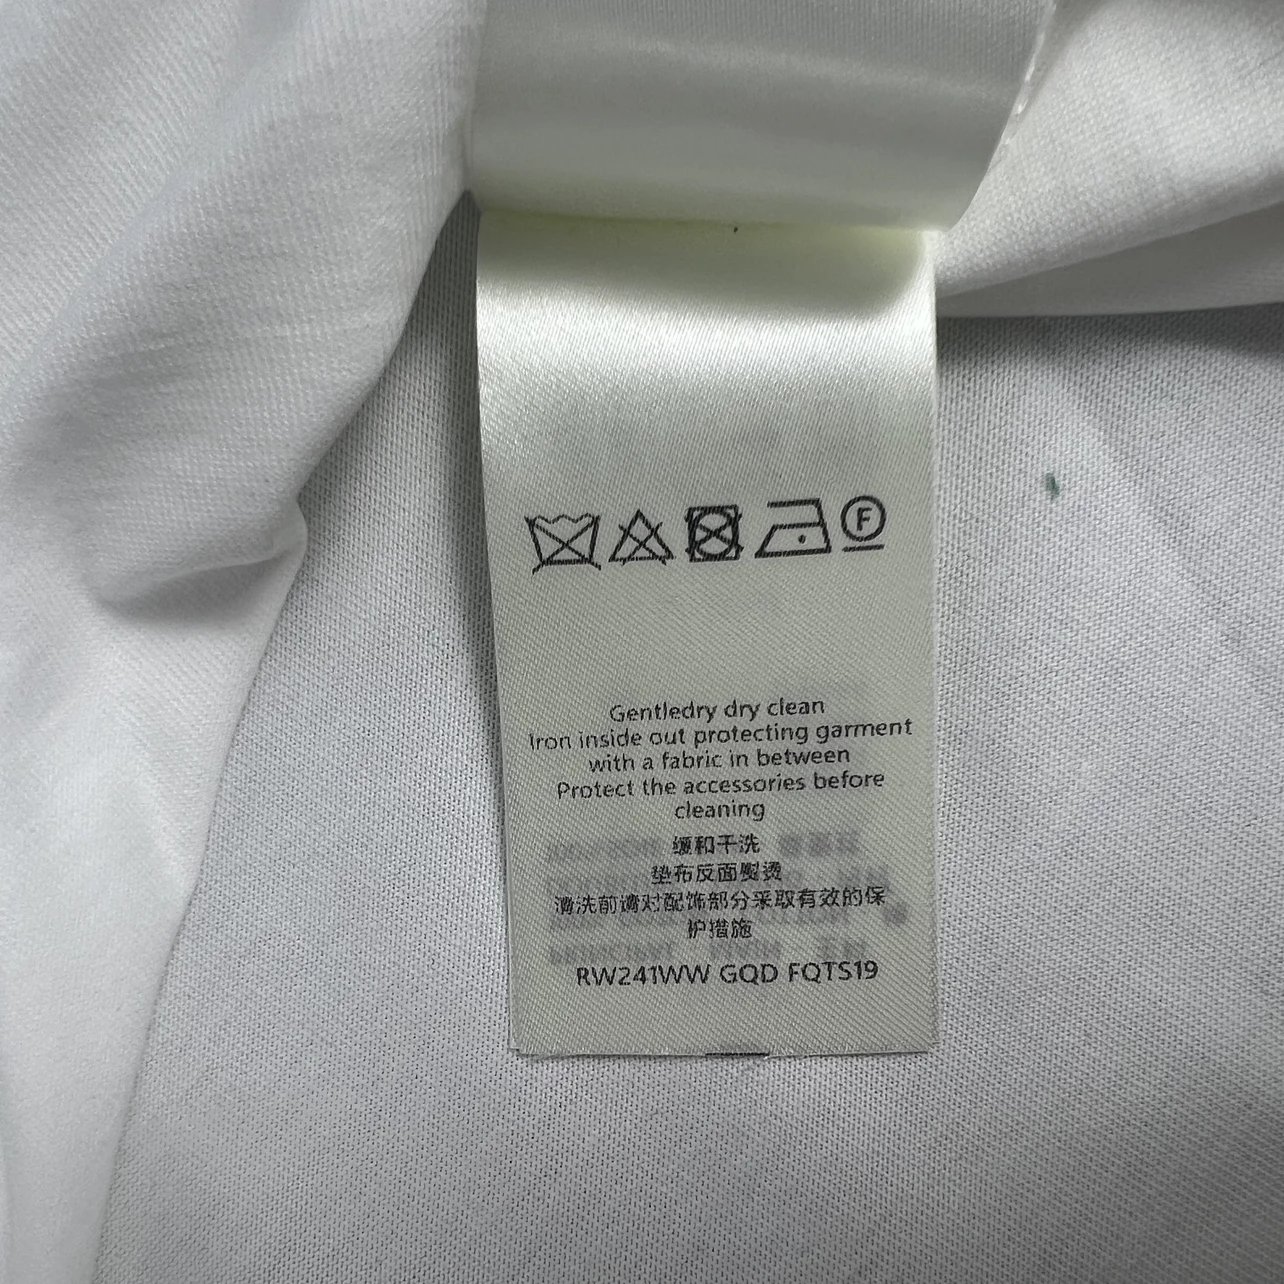 F
Gentledry dry clean
Iron inside out protecting garment
with a fabric in between
Protect the accessories before
cleaning
缓和干洗
垫布反面熨烫
清洗前请对配饰部分采取有效的保
护措施
RW241WW GQD FQTS19